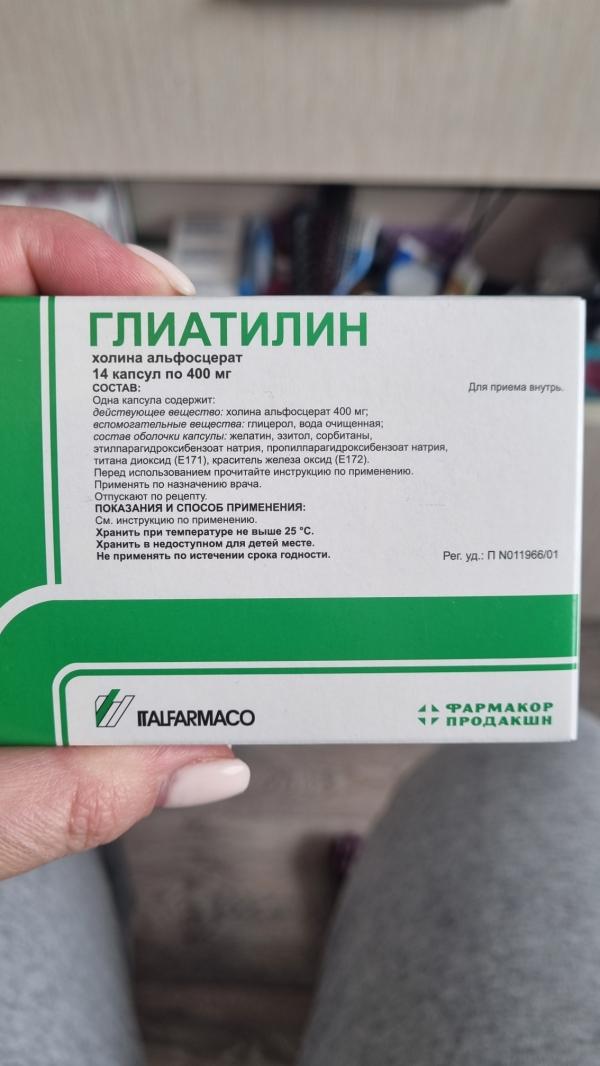 ГЛИАТИЛИН
холина альфосцерат
14 капсул по 400 мг
СОСТАВ:
Для приема внутрь.
Одна капсула содержит:
действующее вещество: холина альфосцерат 400 мг;
вспомогательные вещества: глицерол, вода очищенная;
состав оболочки капсулы: желатин, эзитол, сорбитаны,
этилпарагидроксибензоат натрия, пропилпарагидроксибензоат натрия,
титана диоксид (E171), краситель железа оксид (E172).
Перед использованием прочитайте инструкцию по применению.
Применять по назначению врача.
Отпускают по рецепту.
ПОКАЗАНИЯ И СПОСОБ ПРИМЕНЕНИЯ:
См. инструкцию по применению.
Хранить при температуре не выше 25 °C.
Хранить в недоступном для детей месте.
Не применять по истечении срока годности.
Рег. уд.: П N011966/01
ITALFARMACO
ФАРМАКОР
ПРОДАКШН